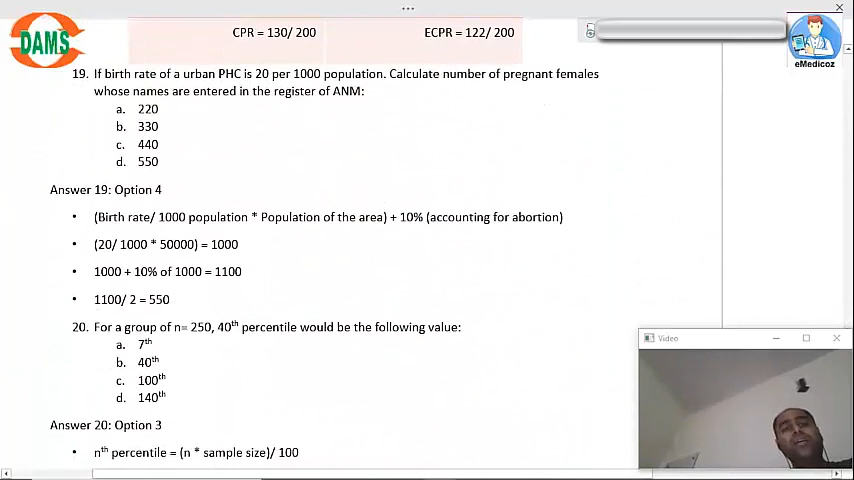 DAMS
CPR = 130/ 200 ECPR = 122/ 200
eMedicoz
19. If birth rate of a urban PHC is 20 per 1000 population. Calculate number of pregnant females
whose names are entered in the register of ANM:
a. 220
b. 330
c. 440
d. 550
Answer 19: Option 4
• (Birth rate/ 1000 population * Population of the area) + 10% (accounting for abortion)
• (20/ 1000 * 50000) = 1000
• 1000 + 10% of 1000 = 1100
• 1100/ 2 = 550
20. For a group of n= 250, 40th percentile would be the following value:
a. 7th
b. 40th
c. 100th
d. 140th
Answer 20: Option 3
• nth percentile = (n * sample size)/ 100
Video